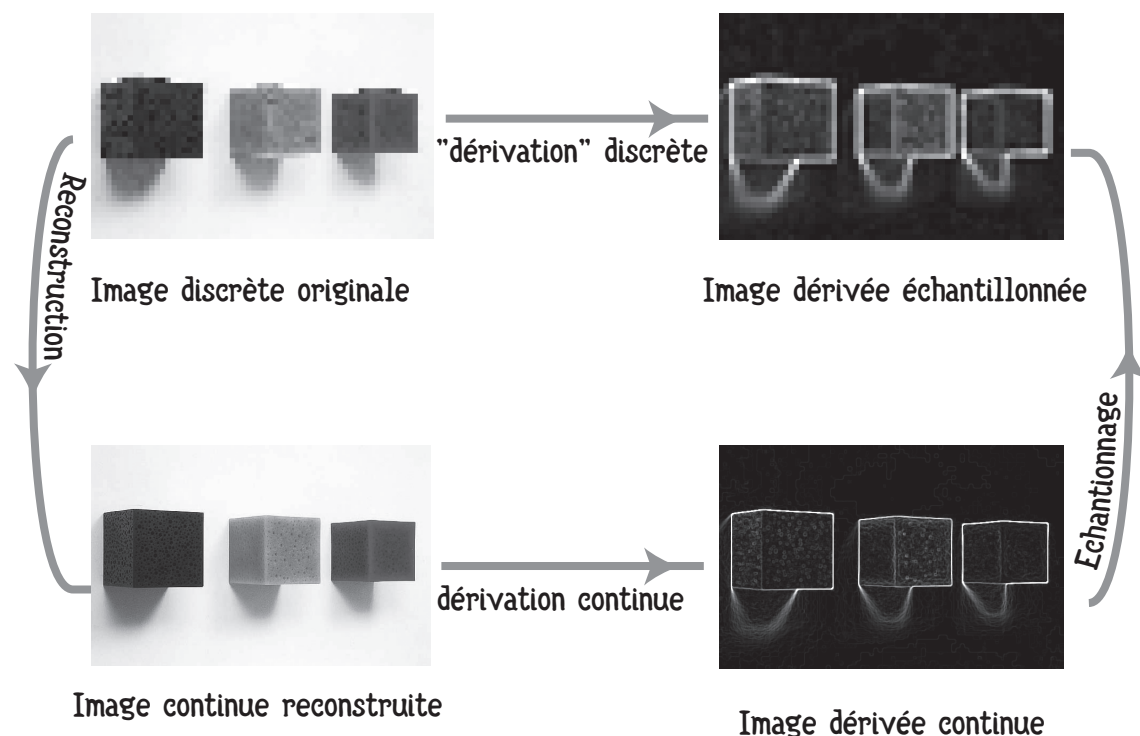 "dérivation" discrète
Reconstruction
Image discrète originale
Image dérivée échantillonnée
Echantionnage
dérivation continue
Image continue reconstruite
Image dérivée continue